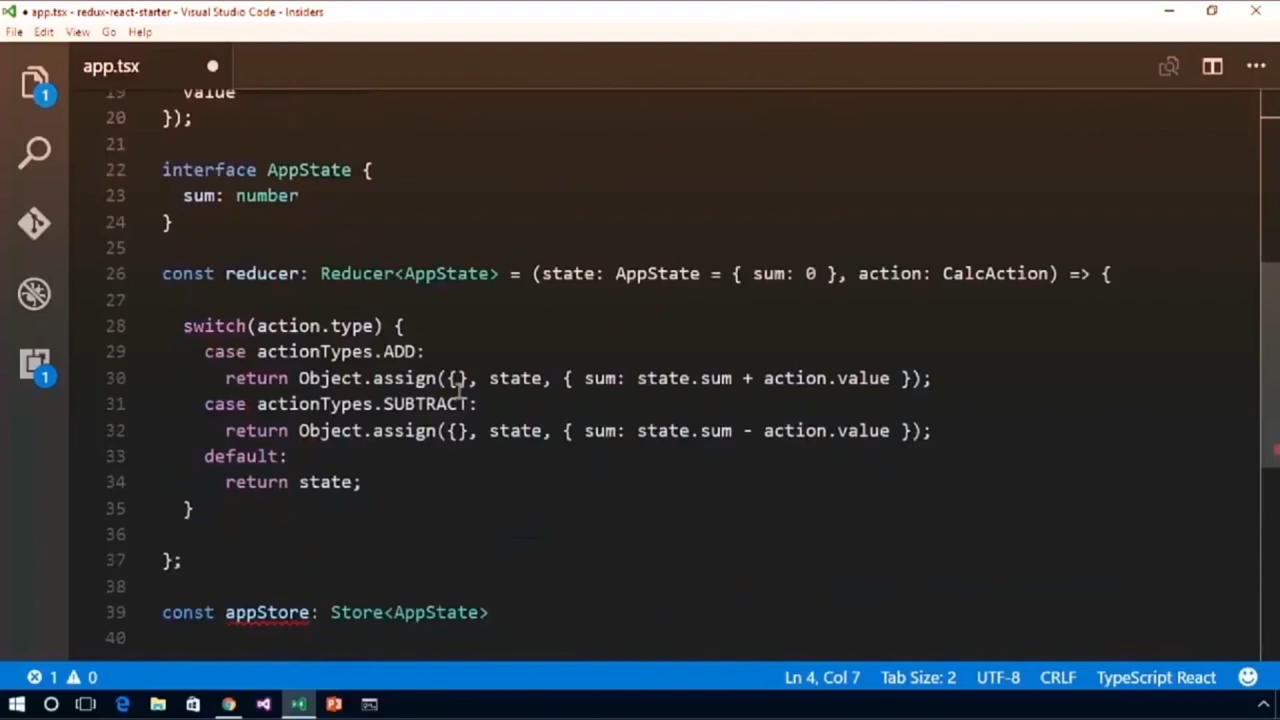 ● app.tsx - redux-react-starter - Visual Studio Code - Insiders
File Edit View Go Help
app.tsx
1
1
19 value
20 });
21
22 interface AppState {
23 sum: number
24 }
25
26 const reducer: Reducer<AppState> = (state: AppState = { sum: 0 }, action: CalcAction) => {
27
28 switch(action.type) {
29 case actionTypes.ADD:
30 return Object.assign({}, state, { sum: state.sum + action.value });
31 case actionTypes.SUBTRACT:
32 return Object.assign({}, state, { sum: state.sum - action.value });
33 default:
34 return state;
35 }
36
37 };
38
39 const appStore: Store<AppState>
40
1 0 Ln 4, Col 7 Tab Size: 2 UTF-8 CRLF TypeScript React